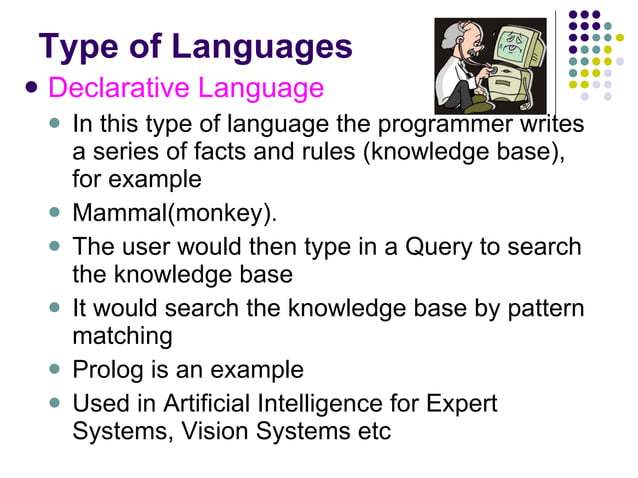 Type of Languages
Declarative Language
In this type of language the programmer writes
a series of facts and rules (knowledge base),
for example
Mammal(monkey).
The user would then type in a Query to search
the knowledge base
It would search the knowledge base by pattern
matching
Prolog is an example
Used in Artificial Intelligence for Expert
Systems, Vision Systems etc